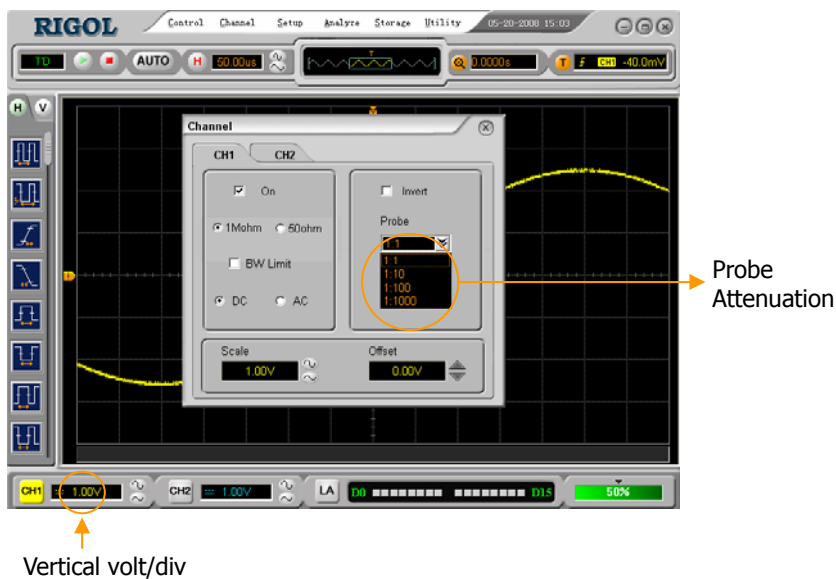 RIGOL Control Channel Setup Analyre Storage Utility 05-20-2008 15:03
TD AUTO H 50.00us T 0.0000s T CH1 -40.0mV
H V
Channel
CH1 CH2
On Invert
1Mohm 50ohm Probe
1:1
BW Limit 1:1
1:10
1:100
DC AC 1:1000
Scale Offset
1.00V 0.00V
Probe
Attenuation
CH1 1.00V CH2 1.00V LA D0 D15 50%
Vertical volt/div